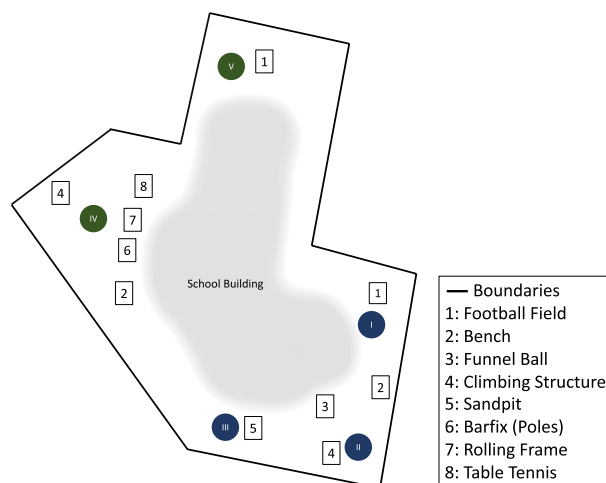 V
1
4
8
IV
7
6
2
School Building
1
I
2
3
III
5
II
4
Boundaries
1: Football Field
2: Bench
3: Funnel Ball
4: Climbing Structure
5: Sandpit
6: Barfix (Poles)
7: Rolling Frame
8: Table Tennis